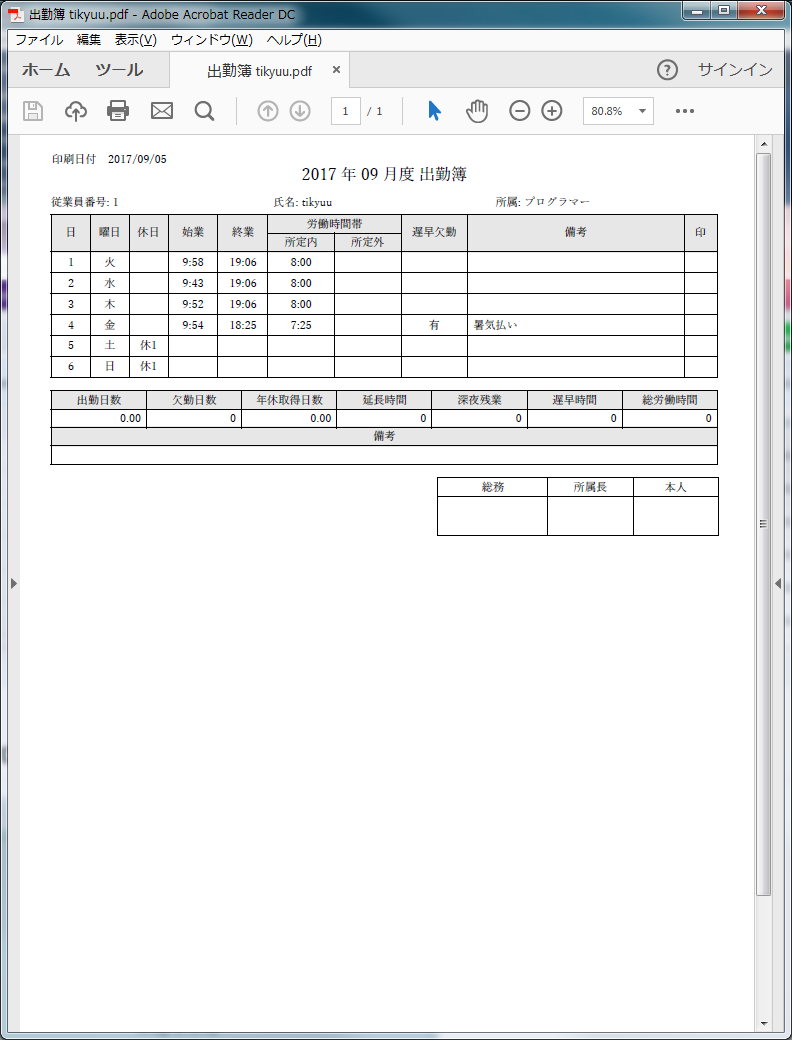 出勤簿 tikyuu.pdf - Adobe Acrobat Reader DC
ファイル 編集 表示(V) ウィンドウ(W) ヘルプ(H)
ホーム ツール 出勤簿 tikyuu.pdf × ? サインイン
1 / 1 80.8%
印刷日付 2017/09/05
2017 年 09 月度 出勤簿
従業員番号: 1 氏名: tikyuu 所属: プログラマー
日 曜日 休日 始業 終業 労働時間帯 遅早欠勤 備考 印
所定内 所定外
1 火 9:58 19:06 8:00
2 水 9:43 19:06 8:00
3 木 9:52 19:06 8:00
4 金 9:54 18:25 7:25 有 暑気払い
5 土 休1
6 日 休1
出勤日数 欠勤日数 年休取得日数 延長時間 深夜残業 遅早時間 総労働時間
0.00 0 0.00 0 0 0 0
備考
総務 所属長 本人